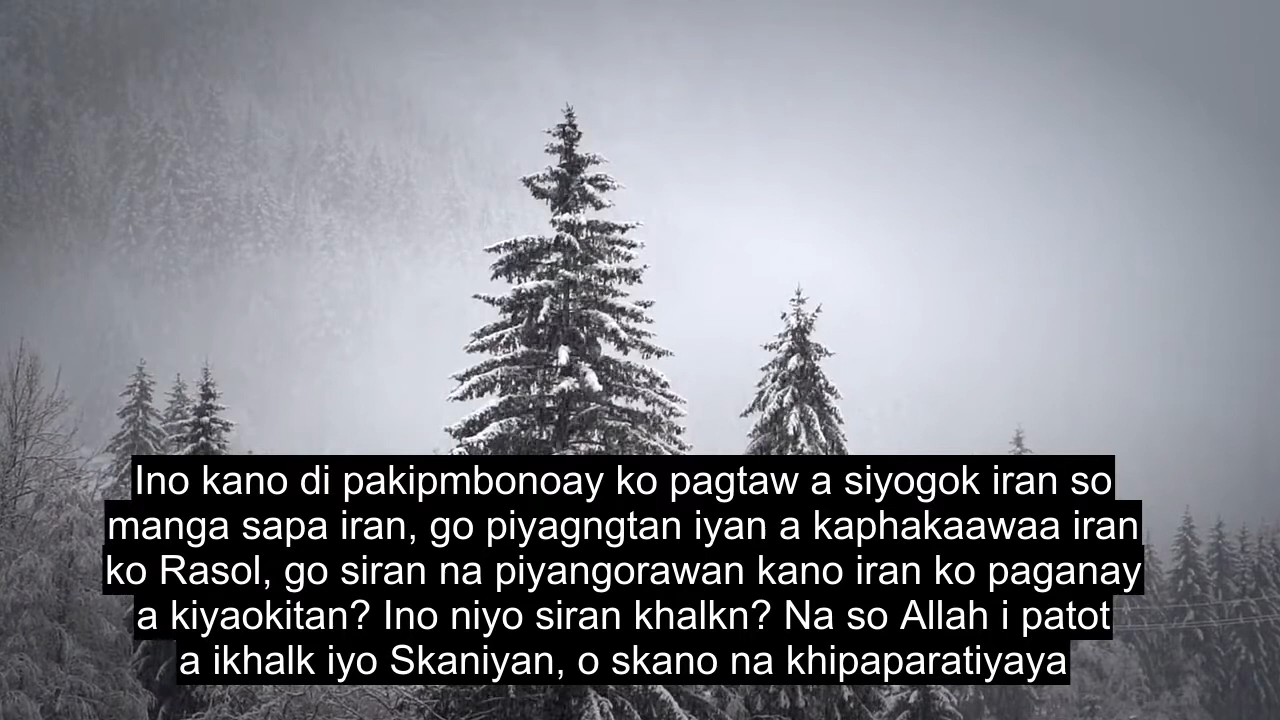 Ino kano di pakipmbonoay ko pagtaw a siyogok iran so
manga sapa iran, go piyagngtan iyan a kaphakaawaa iran
ko Rasol, go siran na piyangorawan kano iran ko paganay
a kiyaokitan? Ino niyo siran khalkn? Na so Allah i patot
a ikhalk iyo Skaniyan, o skano na khipaparatiyaya